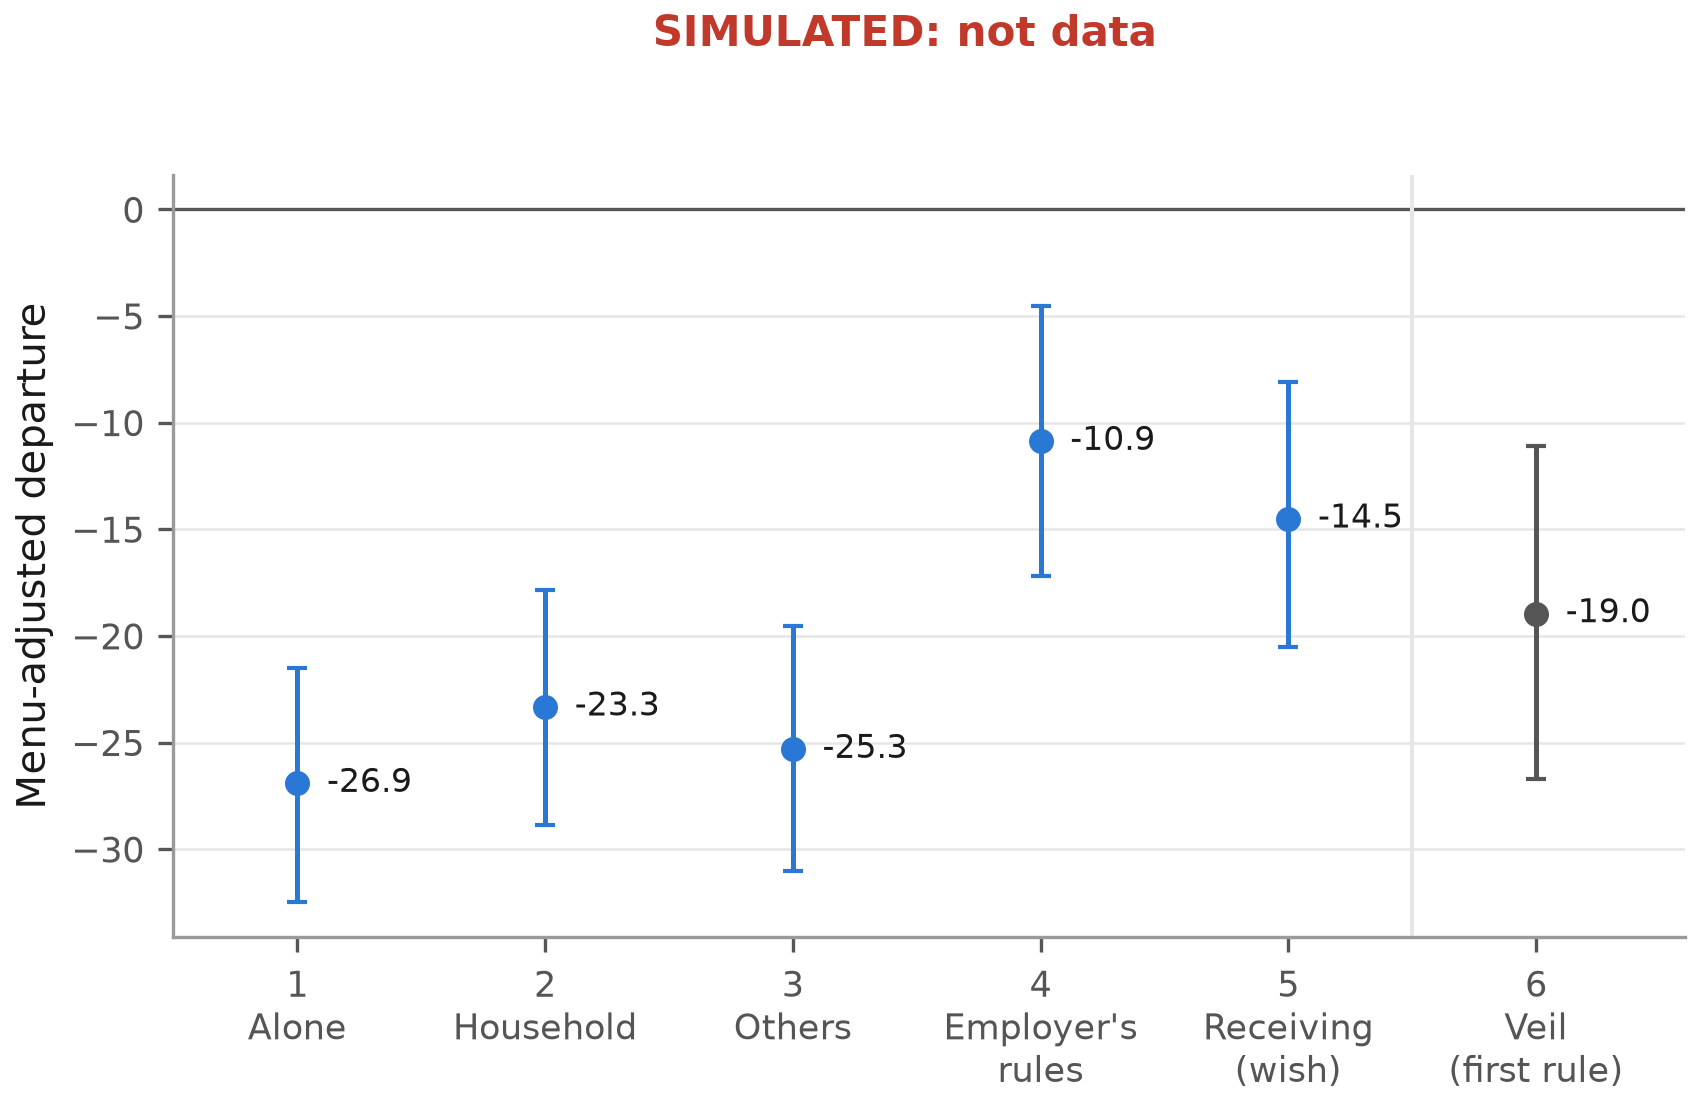 SIMULATED: not data
Menu-adjusted departure
0
−5
−10
−15
−20
−25
−30
-26.9
-23.3
-25.3
-10.9
-14.5
-19.0
1
Alone
2
Household
3
Others
4
Employer's
rules
5
Receiving
(wish)
6
Veil
(first rule)